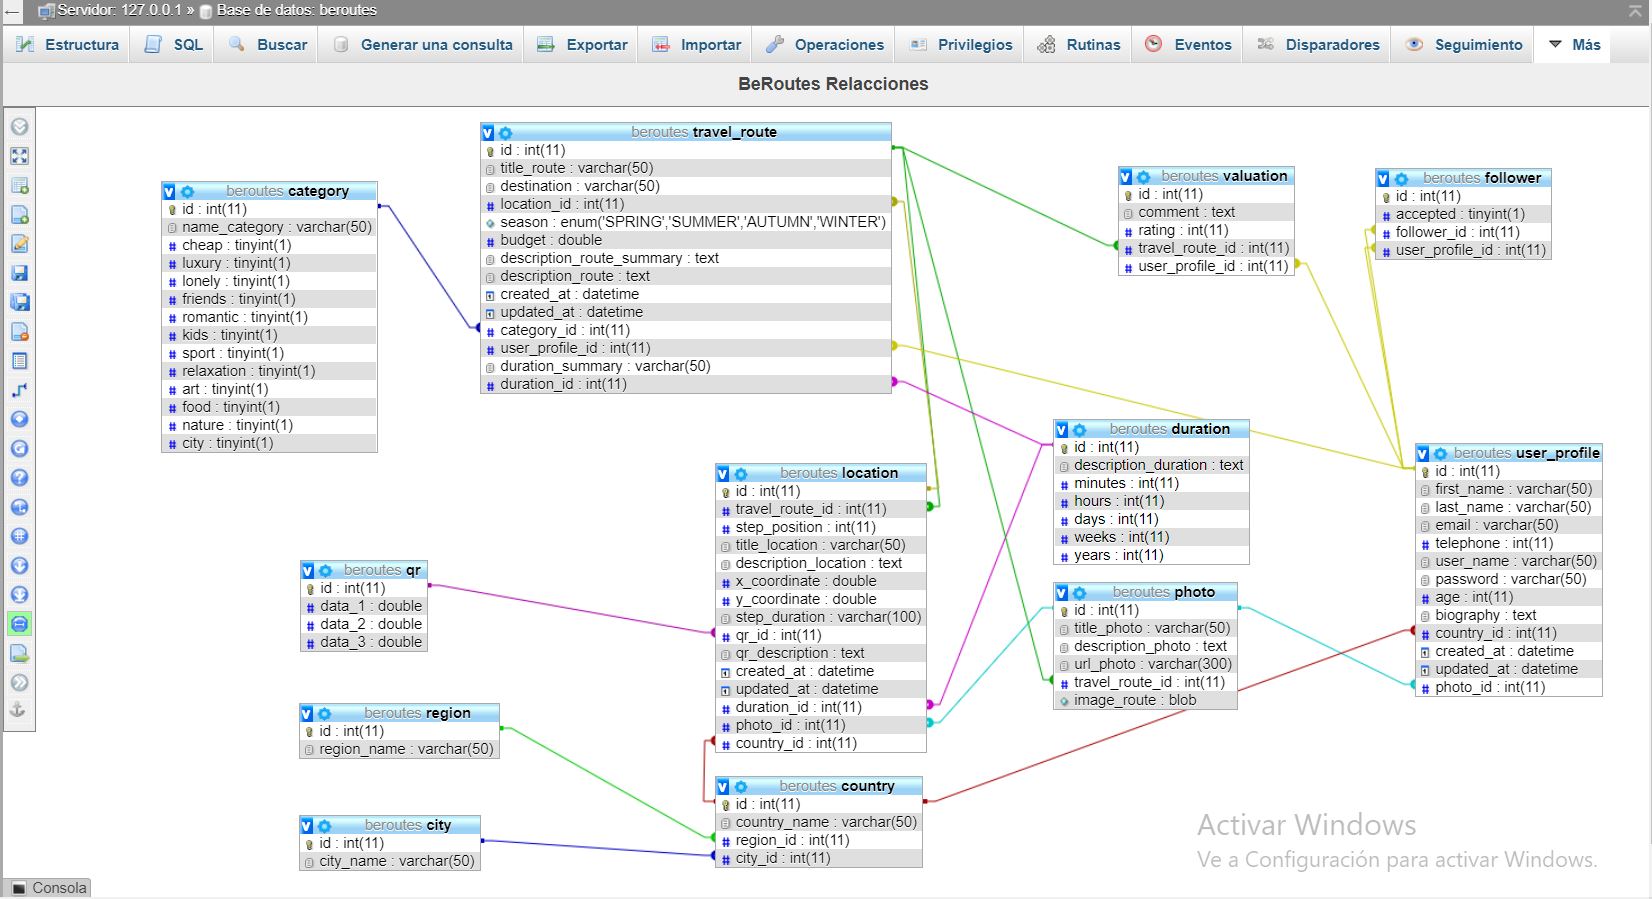 Servidor: 127.0.0.1 » Base de datos: beroutes
Estructura SQL Buscar Generar una consulta Exportar Importar Operaciones Privilegios Rutinas Eventos Disparadores Seguimiento Más
BeRoutes Relacciones
beroutes travel_route
id : int(11)
title_route : varchar(50)
destination : varchar(50)
location_id : int(11)
season : enum('SPRING','SUMMER','AUTUMN','WINTER')
budget : double
description_route_summary : text
description_route : text
created_at : datetime
updated_at : datetime
category_id : int(11)
user_profile_id : int(11)
duration_summary : varchar(50)
duration_id : int(11)
beroutes category
id : int(11)
name_category : varchar(50)
cheap : tinyint(1)
luxury : tinyint(1)
lonely : tinyint(1)
friends : tinyint(1)
romantic : tinyint(1)
kids : tinyint(1)
sport : tinyint(1)
relaxation : tinyint(1)
art : tinyint(1)
food : tinyint(1)
nature : tinyint(1)
city : tinyint(1)
beroutes valuation
id : int(11)
comment : text
rating : int(11)
travel_route_id : int(11)
user_profile_id : int(11)
beroutes follower
id : int(11)
accepted : tinyint(1)
follower_id : int(11)
user_profile_id : int(11)
beroutes duration
id : int(11)
description_duration : text
minutes : int(11)
hours : int(11)
days : int(11)
weeks : int(11)
years : int(11)
beroutes user_profile
id : int(11)
first_name : varchar(50)
last_name : varchar(50)
email : varchar(50)
telephone : int(11)
user_name : varchar(50)
password : varchar(50)
age : int(11)
biography : text
country_id : int(11)
created_at : datetime
updated_at : datetime
photo_id : int(11)
beroutes location
id : int(11)
travel_route_id : int(11)
step_position : int(11)
title_location : varchar(50)
description_location : text
x_coordinate : double
y_coordinate : double
step_duration : varchar(100)
qr_id : int(11)
qr_description : text
created_at : datetime
updated_at : datetime
duration_id : int(11)
photo_id : int(11)
country_id : int(11)
beroutes qr
id : int(11)
data_1 : double
data_2 : double
data_3 : double
beroutes photo
id : int(11)
title_photo : varchar(50)
description_photo : text
url_photo : varchar(300)
travel_route_id : int(11)
image_route : blob
beroutes region
id : int(11)
region_name : varchar(50)
beroutes country
id : int(11)
country_name : varchar(50)
region_id : int(11)
city_id : int(11)
beroutes city
id : int(11)
city_name : varchar(50)
Activar Windows
Ve a Configuración para activar Windows.
Consola